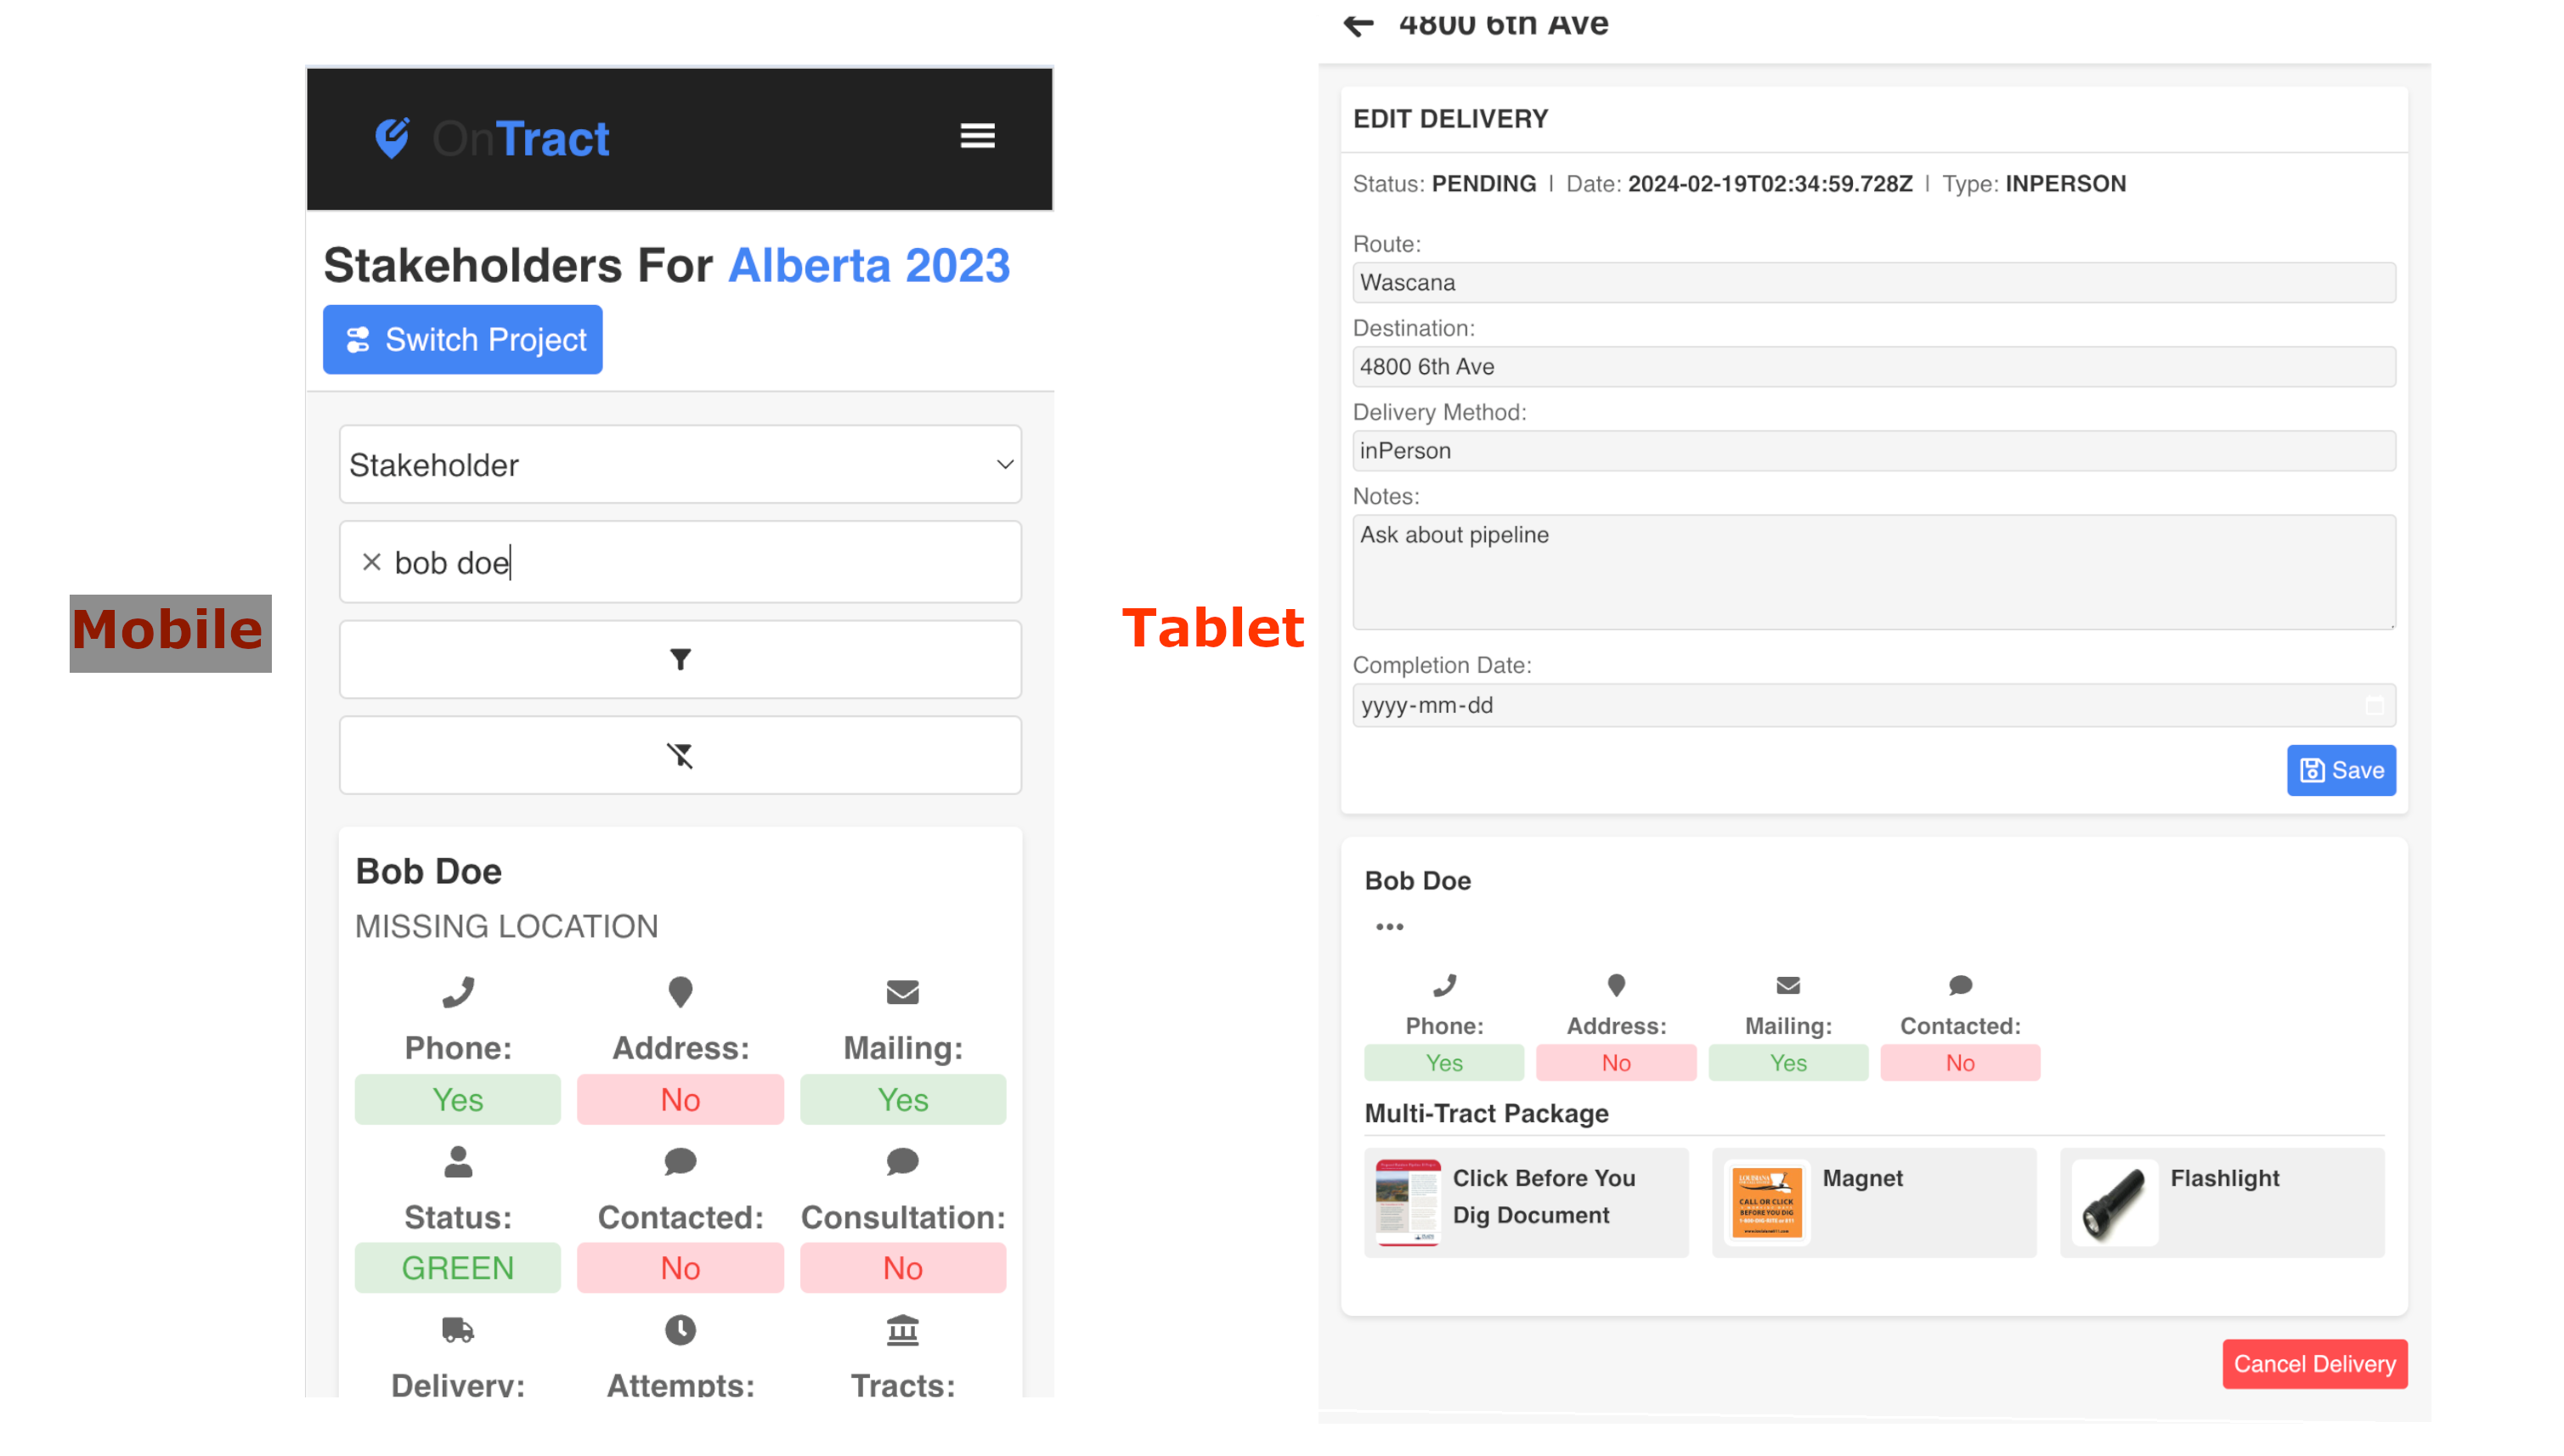 Mobile
OnTract
Stakeholders For Alberta 2023
Switch Project
Stakeholder
bob doe
Bob Doe
MISSING LOCATION
Phone: Address: Mailing:
Yes No Yes
Status: Contacted: Consultation:
GREEN No No
Delivery: Attempts: Tracts:
Tablet
4800 6th Ave
EDIT DELIVERY
Status: PENDING | Date: 2024-02-19T02:34:59.728Z | Type: INPERSON
Route:
Wascana
Destination:
4800 6th Ave
Delivery Method:
inPerson
Notes:
Ask about pipeline
Completion Date:
yyyy-mm-dd
Save
Bob Doe
Phone: Address: Mailing: Contacted:
Yes No Yes No
Multi-Tract Package
Click Before You
Dig Document
LOUISIANA
CALL OR CLICK
BEFORE YOU DIG
Magnet
Flashlight
Cancel Delivery